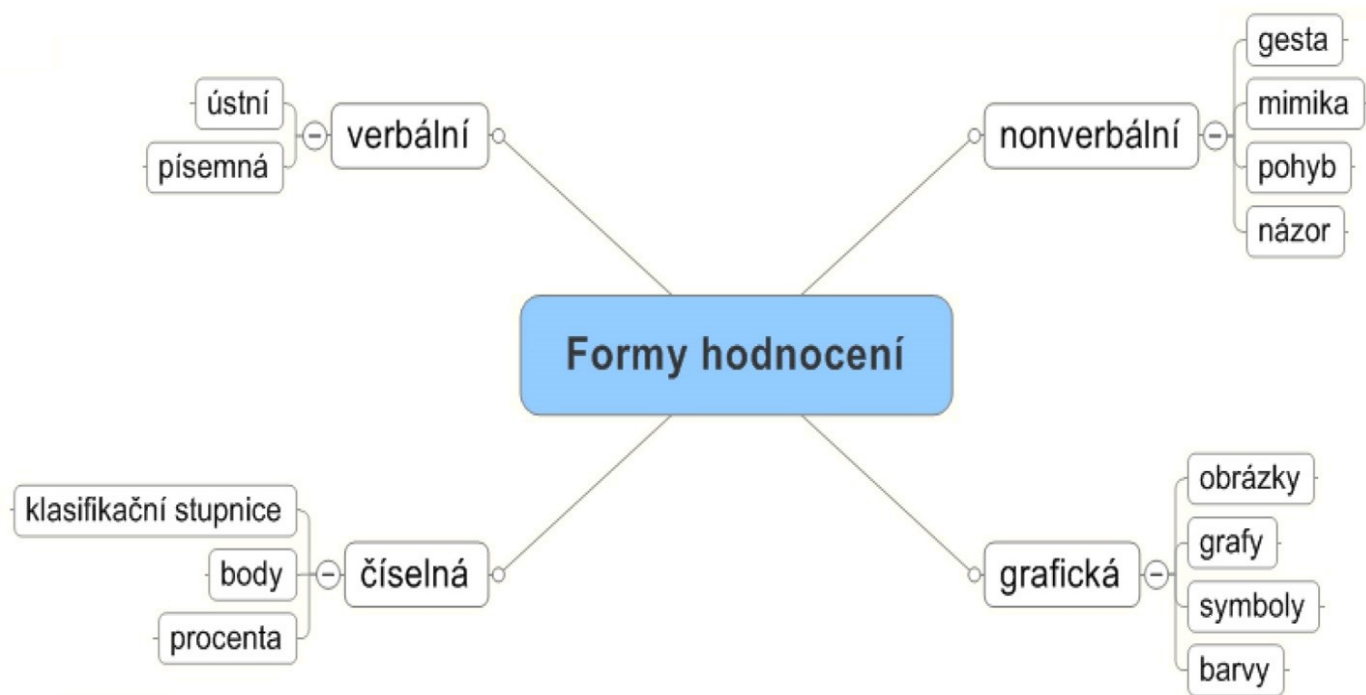 verbální
ústní
písemná
nonverbální
gesta
mimika
pohyb
názor
Formy hodnocení
číselná
klasifikační stupnice
body
procenta
grafická
obrázky
grafy
symboly
barvy